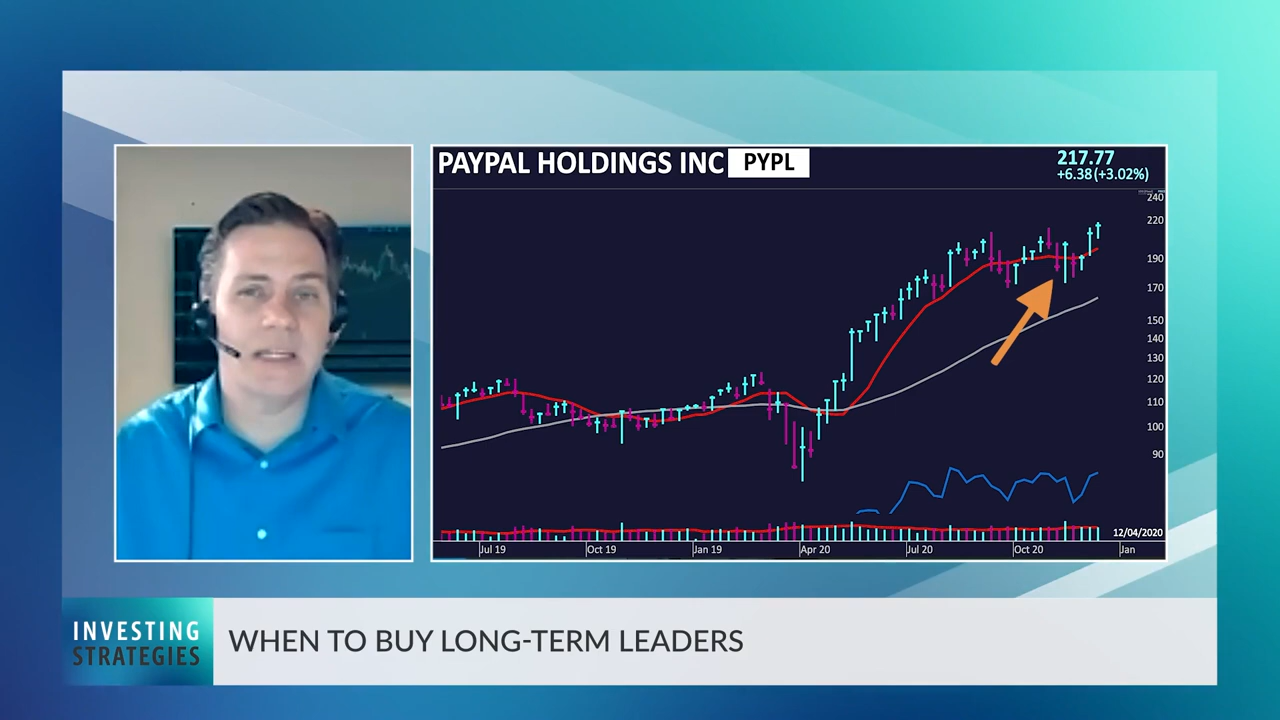 PAYPAL HOLDINGS INC PYPL
217.77
+6.38(+3.02%)
240
220
190
170
150
140
130
120
110
100
90
12/04/2020
Jul 19
Oct 19
Jan 19
Apr 20
Jul 20
Oct 20
Jan
INVESTING
STRATEGIES
WHEN TO BUY LONG-TERM LEADERS